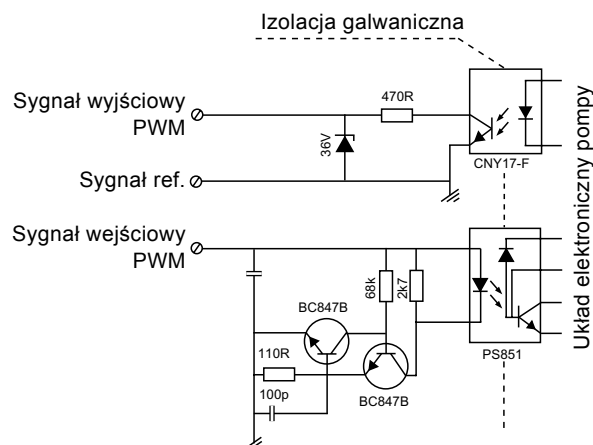 Izolacja galwaniczna
Sygnał wyjściowy
PWM
470R
36V
Sygnał ref.
CNY17-F
Sygnał wejściowy
PWM
68k
2k7
BC847B
110R
100p
BC847B
PS851
Układ elektroniczny pompy